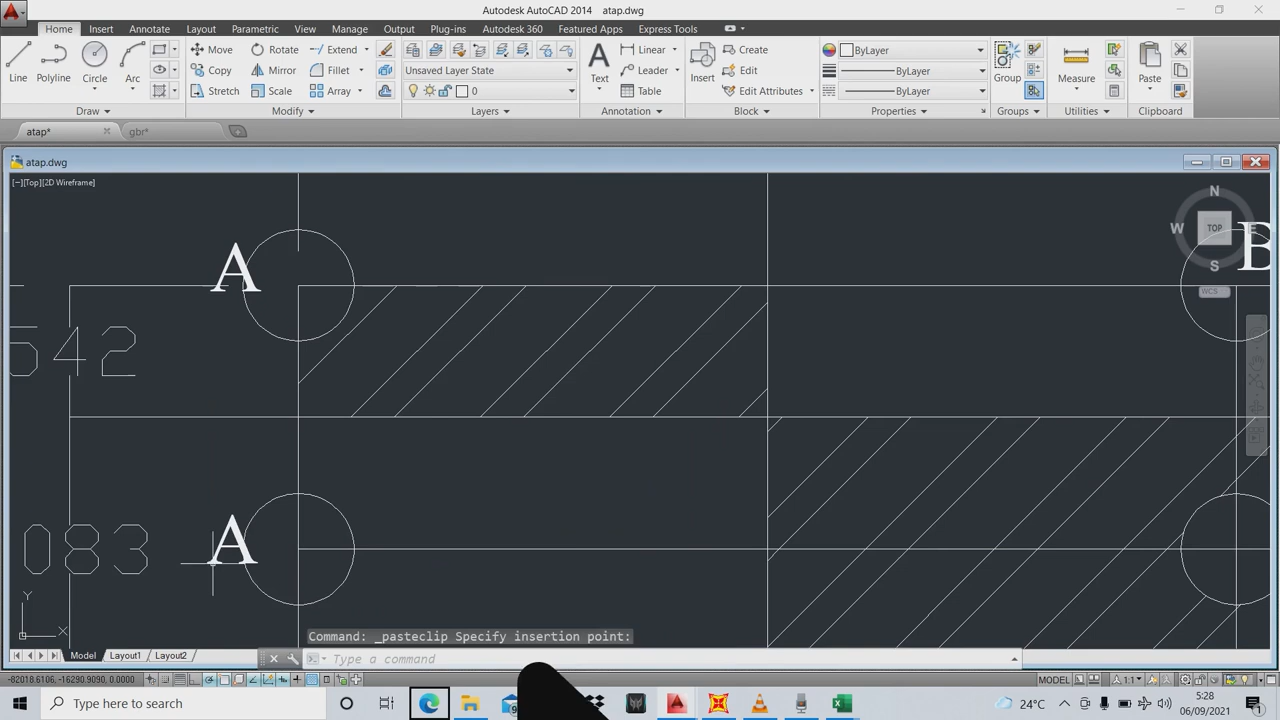 Autodesk AutoCAD 2014 atap.dwg
Home Insert Annotate Layout Parametric View Manage Output Plug-ins Autodesk 360 Featured Apps Express Tools
Line Polyline Circle Arc
Move Rotate Extend
Copy Mirror Fillet
Stretch Scale Array
Unsaved Layer State
0
Text
Linear
Leader
Table
Insert
Create
Edit
Edit Attributes
ByLayer
ByLayer
ByLayer
Group
Measure
Paste
Draw Modify Layers Annotation Block Properties Groups Utilities Clipboard
atap* gbr*
atap.dwg
[−][Top][2D Wireframe]
N
W TOP E
S
WCS
A B
542
083 A
Y
X
Command: _pasteclip Specify insertion point:
Type a command
Model Layout1 Layout2
-82018.6106, -16290.9090, 0.0000
MODEL 1:1
Type here to search
24°C
5:28
06/09/2021